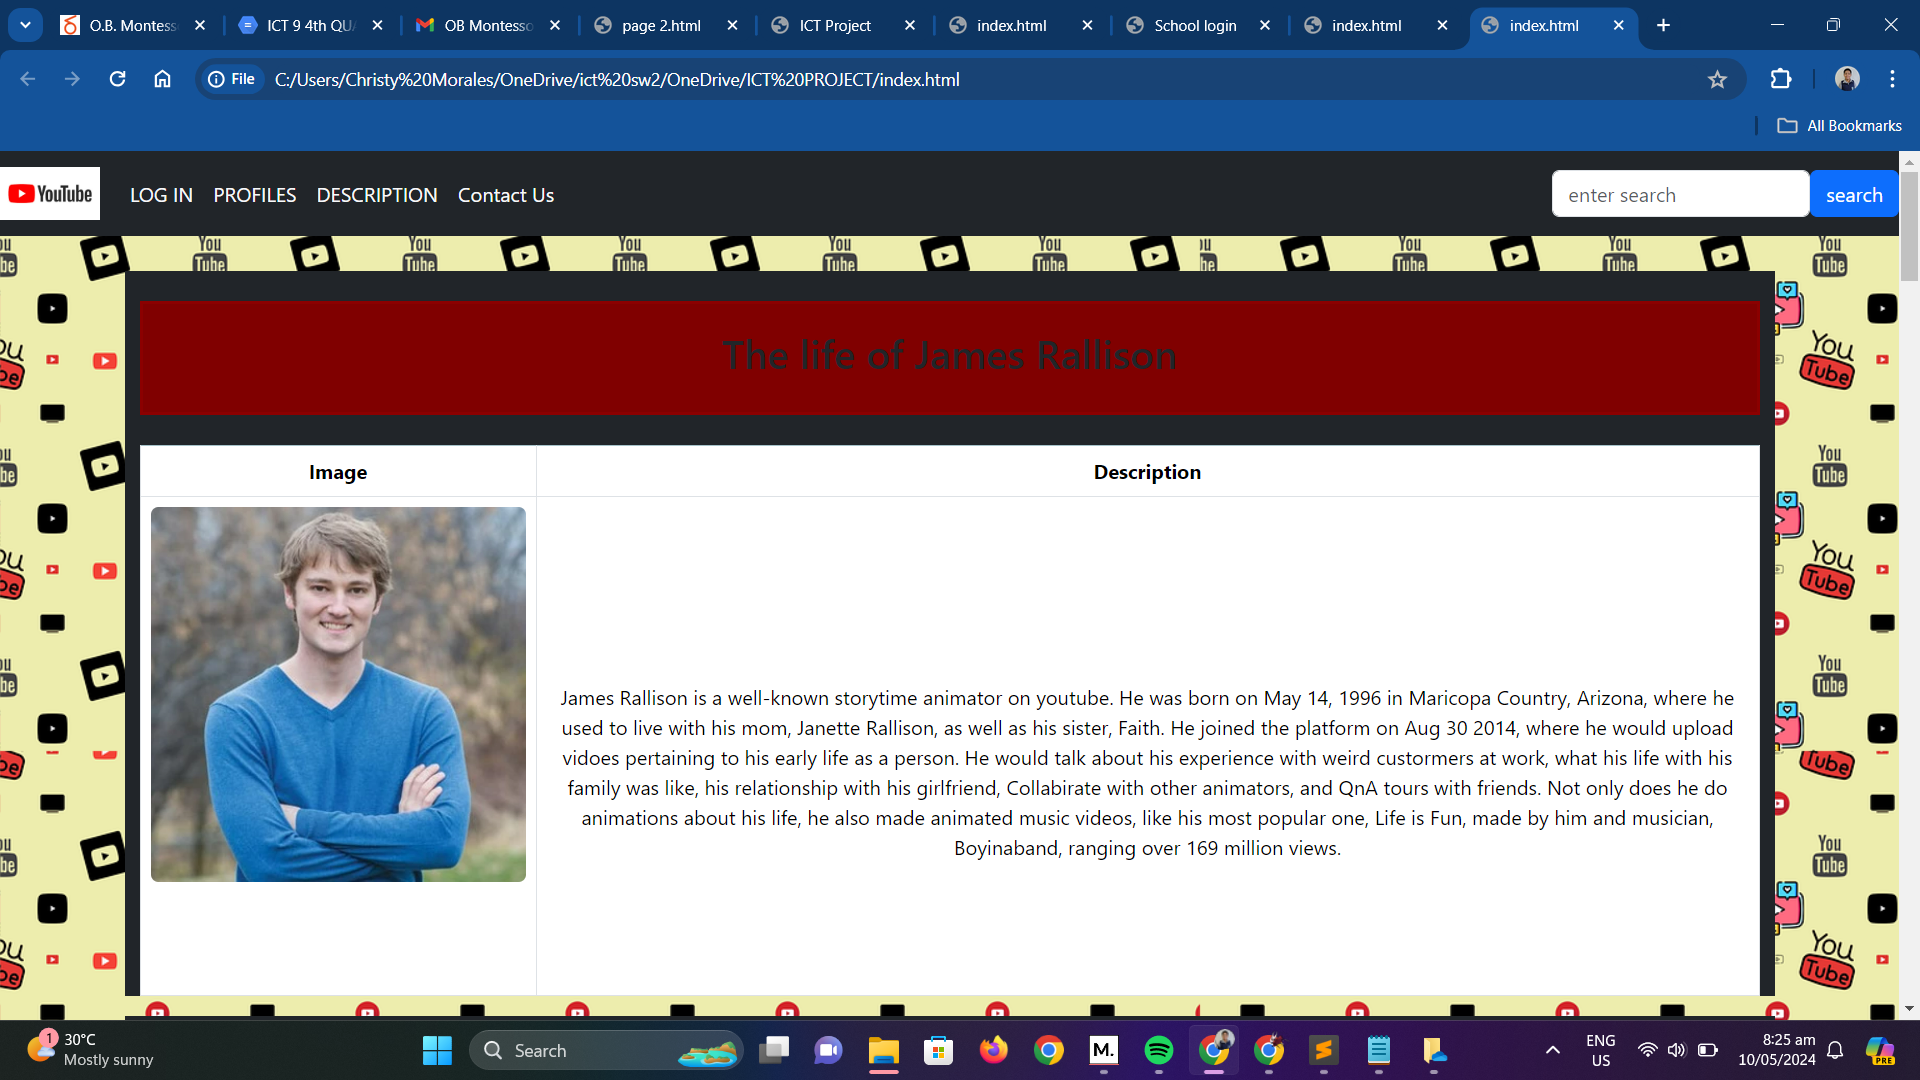 O.B. Montess
ICT 9 4th QU
OB Montesso
page 2.html
ICT Project
index.html
School login
index.html
index.html
File
C:/Users/Christy%20Morales/OneDrive/ict%20sw2/OneDrive/ICT%20PROJECT/index.html
All Bookmarks
YouTube
LOG IN
PROFILES
DESCRIPTION
Contact Us
enter search
search
The life of James Rallison
Image
Description
James Rallison is a well-known storytime animator on youtube. He was born on May 14, 1996 in Maricopa Country, Arizona, where he
used to live with his mom, Janette Rallison, as well as his sister, Faith. He joined the platform on Aug 30 2014, where he would upload
vidoes pertaining to his early life as a person. He would talk about his experience with weird custormers at work, what his life with his
family was like, his relationship with his girlfriend, Collabirate with other animators, and QnA tours with friends. Not only does he do
animations about his life, he also made animated music videos, like his most popular one, Life is Fun, made by him and musician,
Boyinaband, ranging over 169 million views.
1
30°C
Mostly sunny
Search
M.
ENG
US
8:25 am
10/05/2024
PRE